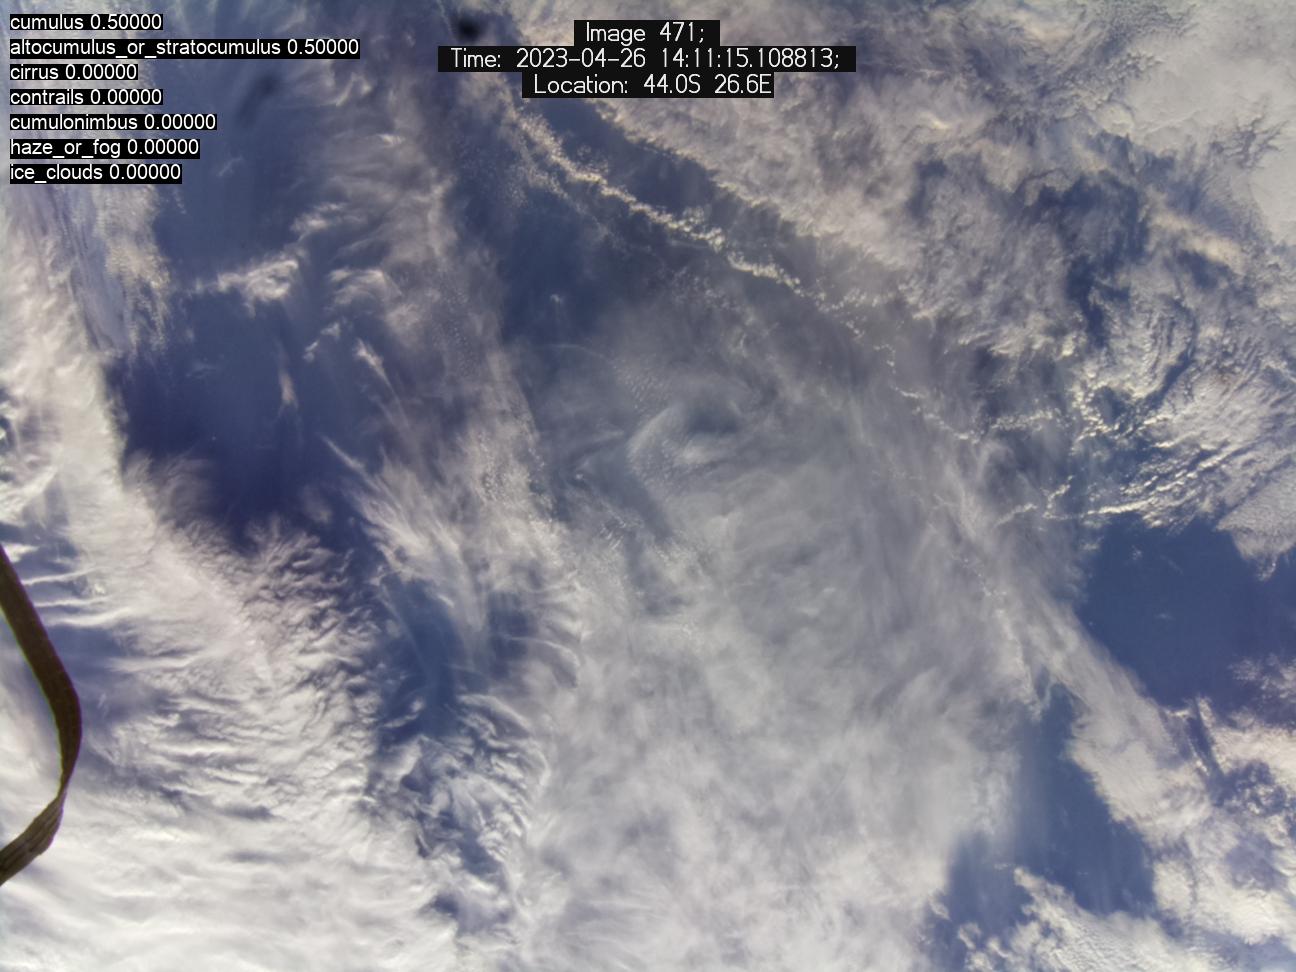 cumulus 0.50000
altocumulus_or_stratocumulus 0.50000
cirrus 0.00000
contrails 0.00000
cumulonimbus 0.00000
haze_or_fog 0.00000
ice_clouds 0.00000
Image 471;
Time: 2023-04-26 14:11:15.108813;
Location: 44.0S 26.6E